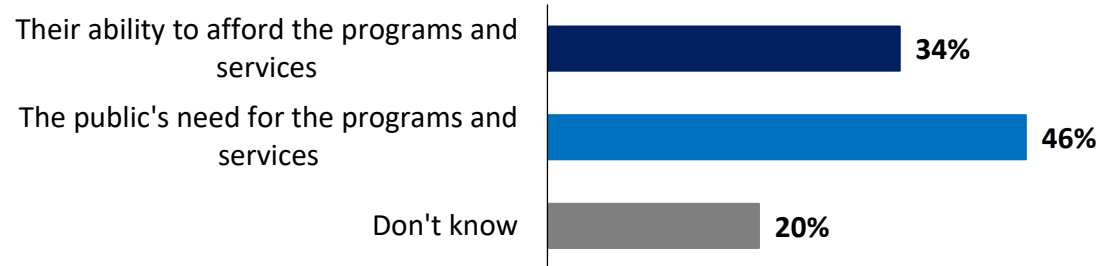 Their ability to afford the programs and
services
34%
The public's need for the programs and
services
46%
Don't know
20%